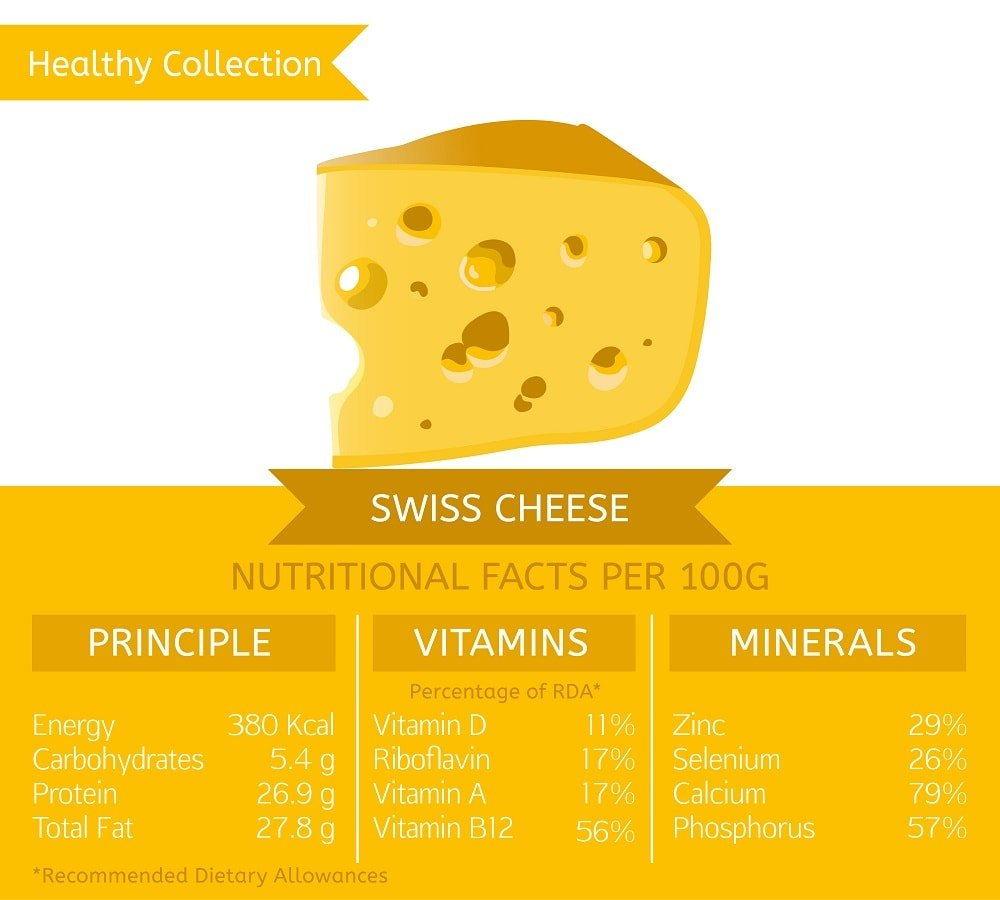 Healthy Collection
SWISS CHEESE
NUTRITIONAL FACTS PER 100G
PRINCIPLE
Energy 380 Kcal
Carbohydrates 5.4 g
Protein 26.9 g
Total Fat 27.8 g
VITAMINS
Percentage of RDA*
Vitamin D 11%
Riboflavin 17%
Vitamin A 17%
Vitamin B12 56%
MINERALS
Zinc 29%
Selenium 26%
Calcium 79%
Phosphorus 57%
*Recommended Dietary Allowances